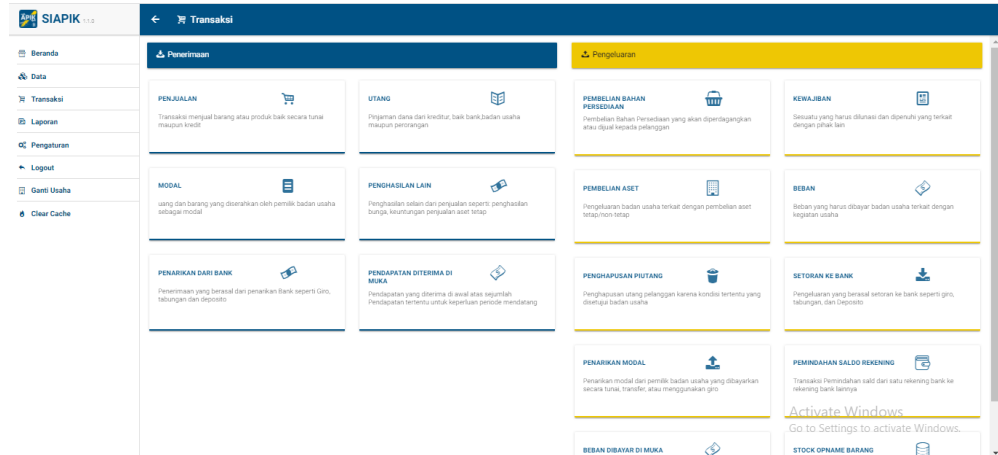 SIAPIK 1.1.0
Transaksi
Beranda
Data
Transaksi
Laporan
Pengaturan
Logout
Ganti Usaha
Clear Cache
Penerimaan
PENJUALAN
Transaksi menjual barang atau produk baik secara tunai
maupun kredit
UTANG
Pinjaman dana dari kreditur, baik bank,badan usaha
maupun perorangan
MODAL
uang dan barang yang diserahkan oleh pemilik badan usaha
sebagai modal
PENGHASILAN LAIN
Penghasilan selain dari penjualan seperti: penghasilan
bunga, keuntungan penjualan aset tetap
PENARIKAN DARI BANK
Penerimaan yang berasal dari penarikan Bank seperti Giro,
tabungan dan deposito
PENDAPATAN DITERIMA DI
MUKA
Pendapatan yang diterima di awal atas sejumlah
Pendapatan tertentu untuk keperluan periode mendatang
Pengeluaran
PEMBELIAN BAHAN
PERSEDIAAN
Pembelian Bahan Persediaan yang akan diperdagangkan
atau dijual kepada pelanggan
KEWAJIBAN
Sesuatu yang harus dilunasi dan dipenuhi yang terkait
dengan pihak lain
PEMBELIAN ASET
Pengeluaran badan usaha terkait dengan pembelian aset
tetap/non-tetap
BEBAN
Beban yang harus dibayar badan usaha terkait dengan
kegiatan usaha
PENGHAPUSAN PIUTANG
Penghapusan utang pelanggan karena kondisi tertentu yang
disetujui badan usaha
SETORAN KE BANK
Pengeluaran yang berasal setoran ke bank seperti giro,
tabungan, dan Deposito
PENARIKAN MODAL
Penarikan modal dari pemilik badan usaha yang dibayarkan
secara tunai, transfer, atau menggunakan giro
PEMINDAHAN SALDO REKENING
Transaksi Pemindahan sald dari satu rekening bank ke
rekening bank lainnya
BEBAN DIBAYAR DI MUKA
STOCK OPNAME BARANG
Activate Windows
Go to Settings to activate Windows.